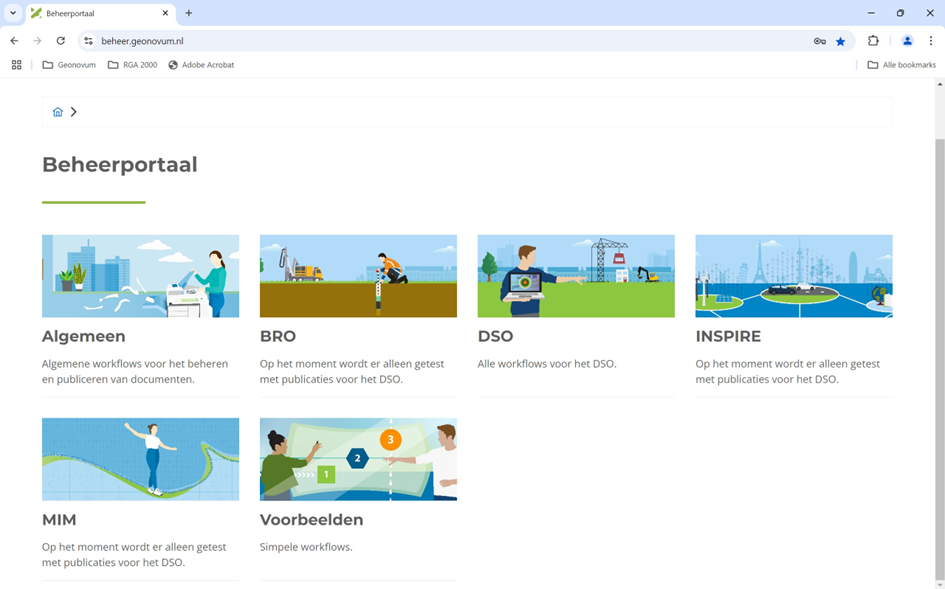 Beheerportaal
beheer.geonovum.nl
Geonovum
RGA 2000
Adobe Acrobat
Alle bookmarks
Beheerportaal
Algemeen
Algemene workflows voor het beheren
en publiceren van documenten.
BRO
Op het moment wordt er alleen getest
met publicaties voor het DSO.
DSO
Alle workflows voor het DSO.
INSPIRE
Op het moment wordt er alleen getest
met publicaties voor het DSO.
1
2
3
MIM
Op het moment wordt er alleen getest
met publicaties voor het DSO.
Voorbeelden
Simpele workflows.